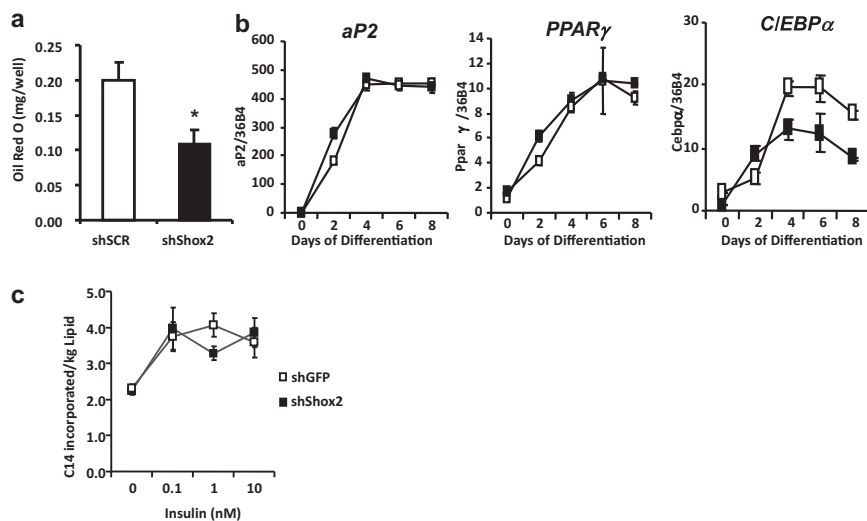 a
Oil Red O (mg/well)
0.25
0.20
0.15
0.10
0.05
0.00
*
shSCR
shShox2
b
aP2
aP2/36B4
500
400
300
200
100
0
0 2 4 6 8
Days of Differentiation
PPARγ
Ppar γ /36B4
14
12
10
8
6
4
2
0
0 2 4 6 8
Days of Differentiation
C/EBPα
Cebpα/36B4
30
20
10
0
0 2 4 6 8
Days of Differentiation
c
C14 incorporated/kg Lipid
5.0
4.0
3.0
2.0
1.0
0.0
0 0.1 1 10
Insulin (nM)
shGFP
shShox2